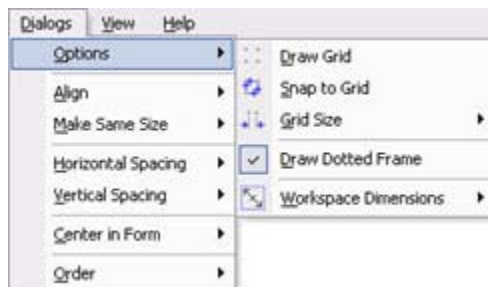 Dialogs View Help
Options
Align
Make Same Size
Horizontal Spacing
Vertical Spacing
Center in Form
Order
Draw Grid
Snap to Grid
Grid Size
Draw Dotted Frame
Workspace Dimensions